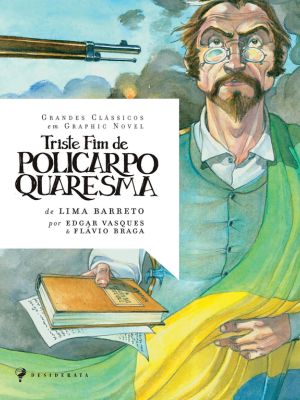 GRANDES CLÁSSICOS
em GRAPHIC NOVEL
Triste Fim de
POLICARPO
QUARESMA
de LIMA BARRETO
por EDGAR VASQUES
& FLÁVIO BRAGA
DESIDERATA